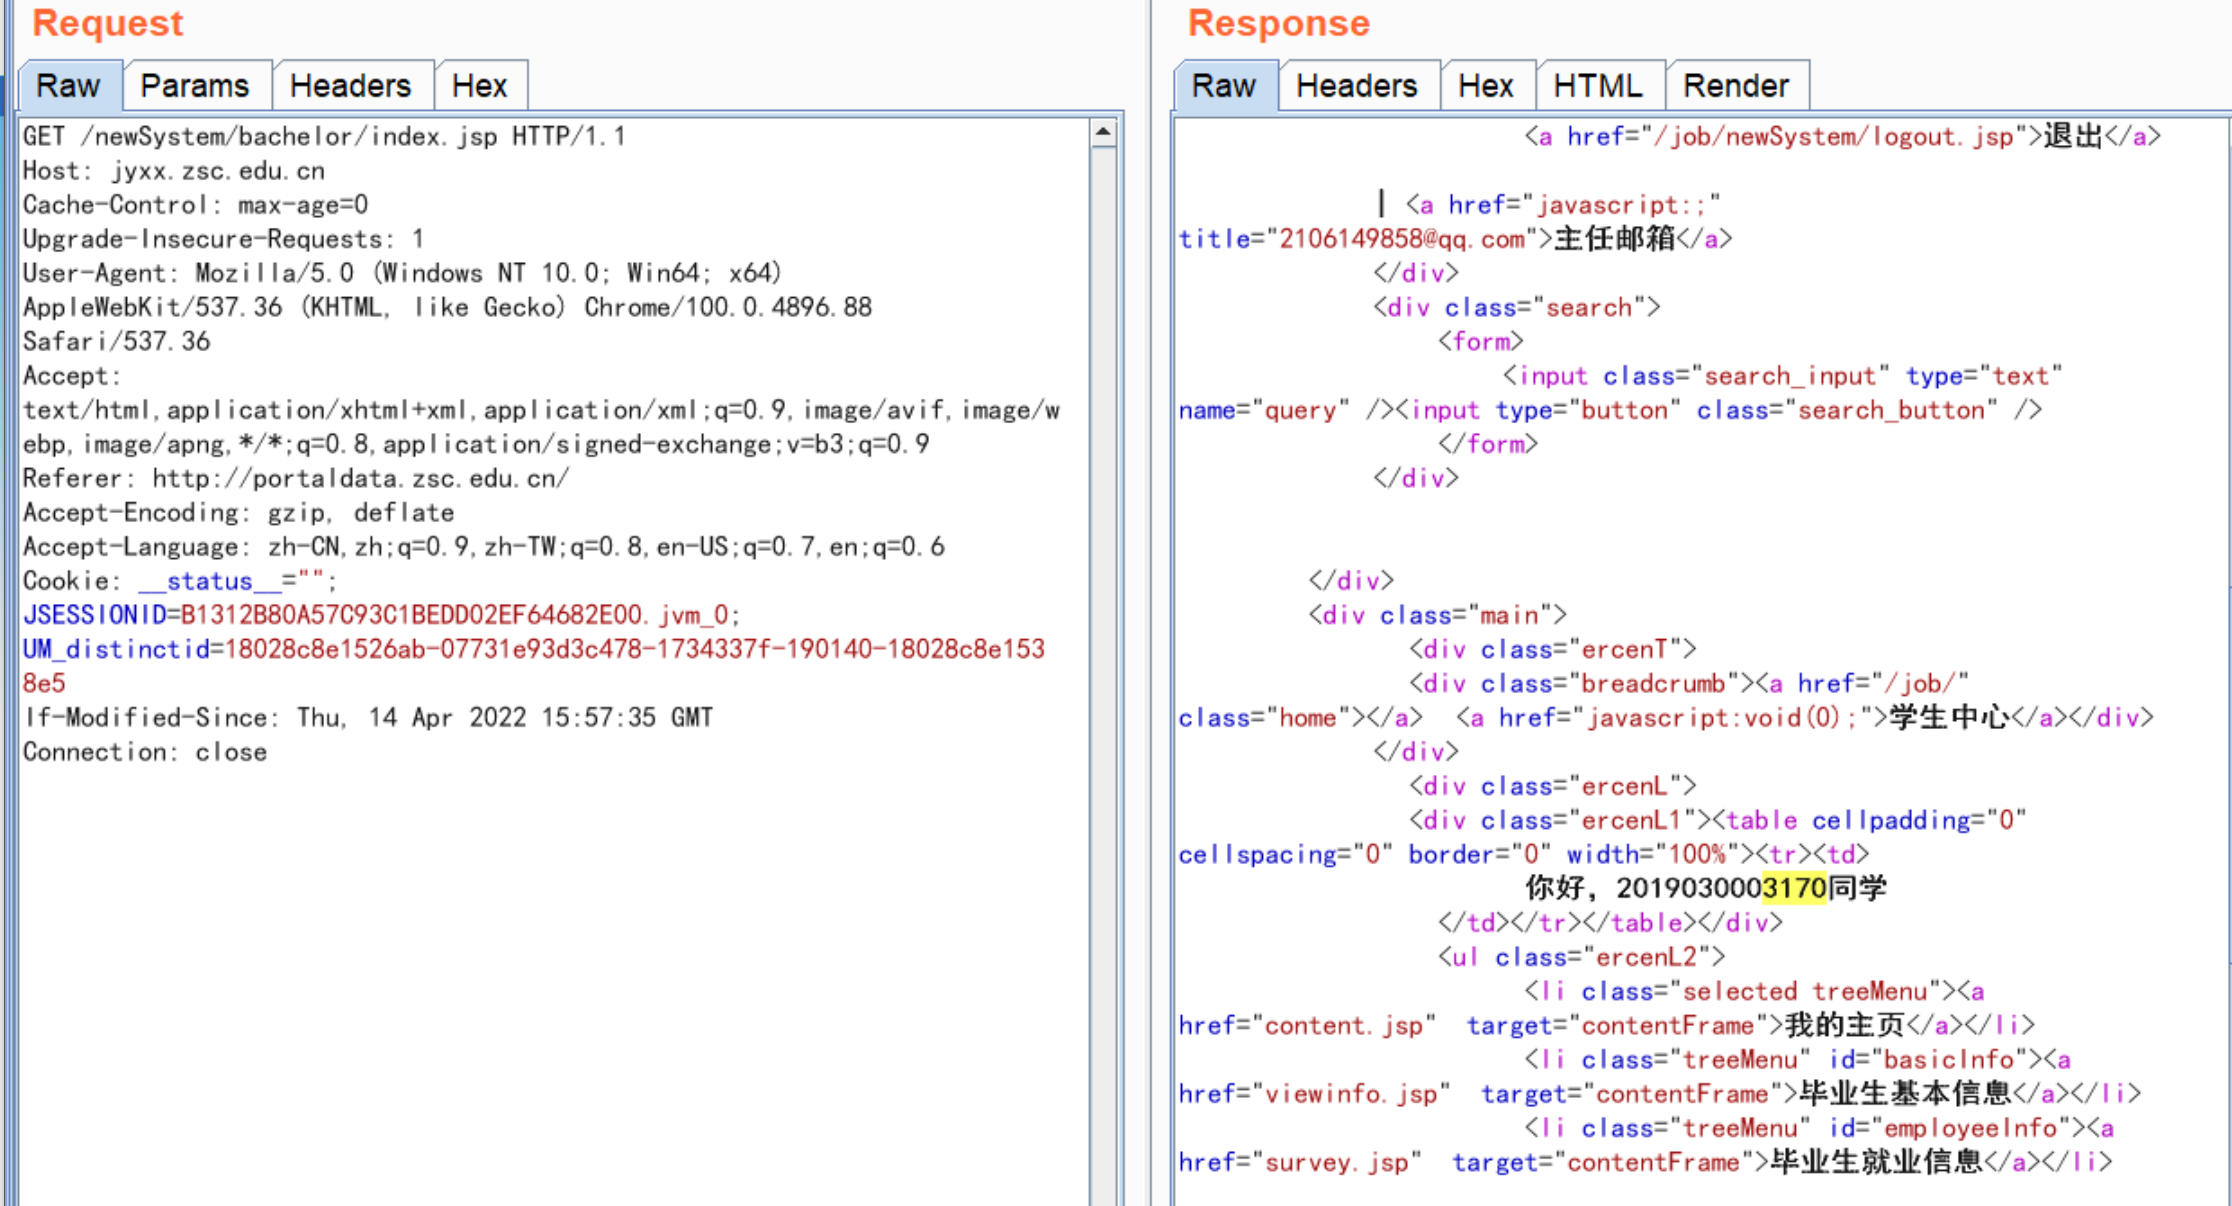 Request
Raw
Params
Headers
Hex
GET /newSystem/bachelor/index.jsp HTTP/1.1
Host: jyxx.zsc.edu.cn
Cache-Control: max-age=0
Upgrade-Insecure-Requests: 1
User-Agent: Mozilla/5.0 (Windows NT 10.0; Win64; x64)
AppleWebKit/537.36 (KHTML, like Gecko) Chrome/100.0.4896.88
Safari/537.36
Accept:
text/html,application/xhtml+xml,application/xml;q=0.9,image/avif,image/w
ebp,image/apng,*/*;q=0.8,application/signed-exchange;v=b3;q=0.9
Referer: http://portaldata.zsc.edu.cn/
Accept-Encoding: gzip, deflate
Accept-Language: zh-CN,zh;q=0.9,zh-TW;q=0.8,en-US;q=0.7,en;q=0.6
Cookie: __status__="";
JSESSIONID=B1312B80A57C93C1BEDD02EF64682E00.jvm_0;
UM_distinctid=18028c8e1526ab-07731e93d3c478-1734337f-190140-18028c8e153
8e5
If-Modified-Since: Thu, 14 Apr 2022 15:57:35 GMT
Connection: close
Response
Raw
Headers
Hex
HTML
Render
<a href="/job/newSystem/logout.jsp">退出</a>
| <a href="javascript:;"
title="2106149858@qq.com">主任邮箱</a>
</div>
<div class="search">
<form>
<input class="search_input" type="text"
name="query" /><input type="button" class="search_button" />
</form>
</div>
</div>
<div class="main">
<div class="ercenT">
<div class="breadcrumb"><a href="/job/"
class="home"></a> <a href="javascript:void(0);">学生中心</a></div>
</div>
<div class="ercenL">
<div class="ercenL1"><table cellpadding="0"
cellspacing="0" border="0" width="100%"><tr><td>
你好，2019030003170同学
</td></tr></table></div>
<ul class="ercenL2">
<li class="selected treeMenu"><a
href="content.jsp" target="contentFrame">我的主页</a></li>
<li class="treeMenu" id="basicInfo"><a
href="viewinfo.jsp" target="contentFrame">毕业生基本信息</a></li>
<li class="treeMenu" id="employeeInfo"><a
href="survey.jsp" target="contentFrame">毕业生就业信息</a></li>